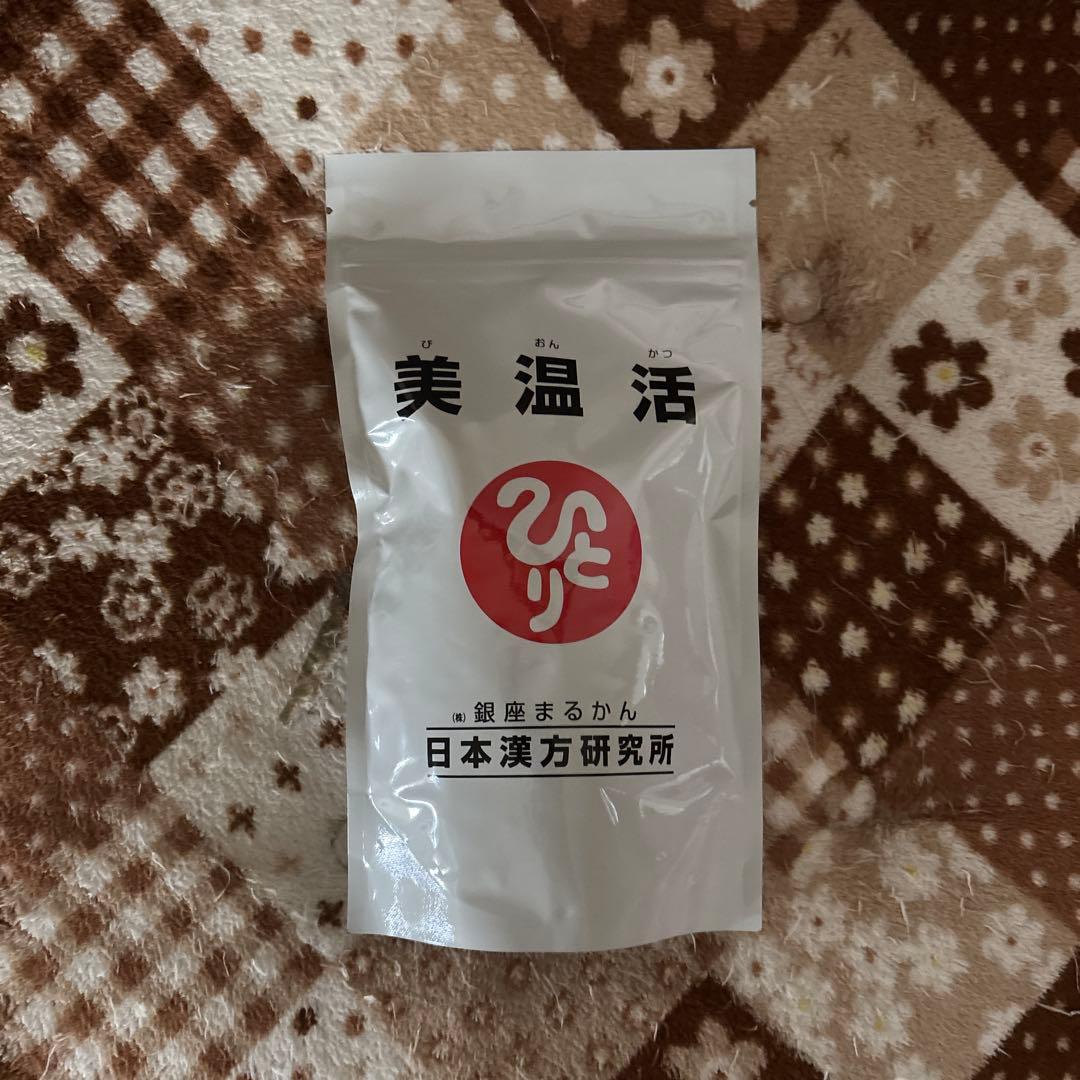 び おん かつ
美温活
ひとり
㈱銀座まるかん
日本漢方研究所